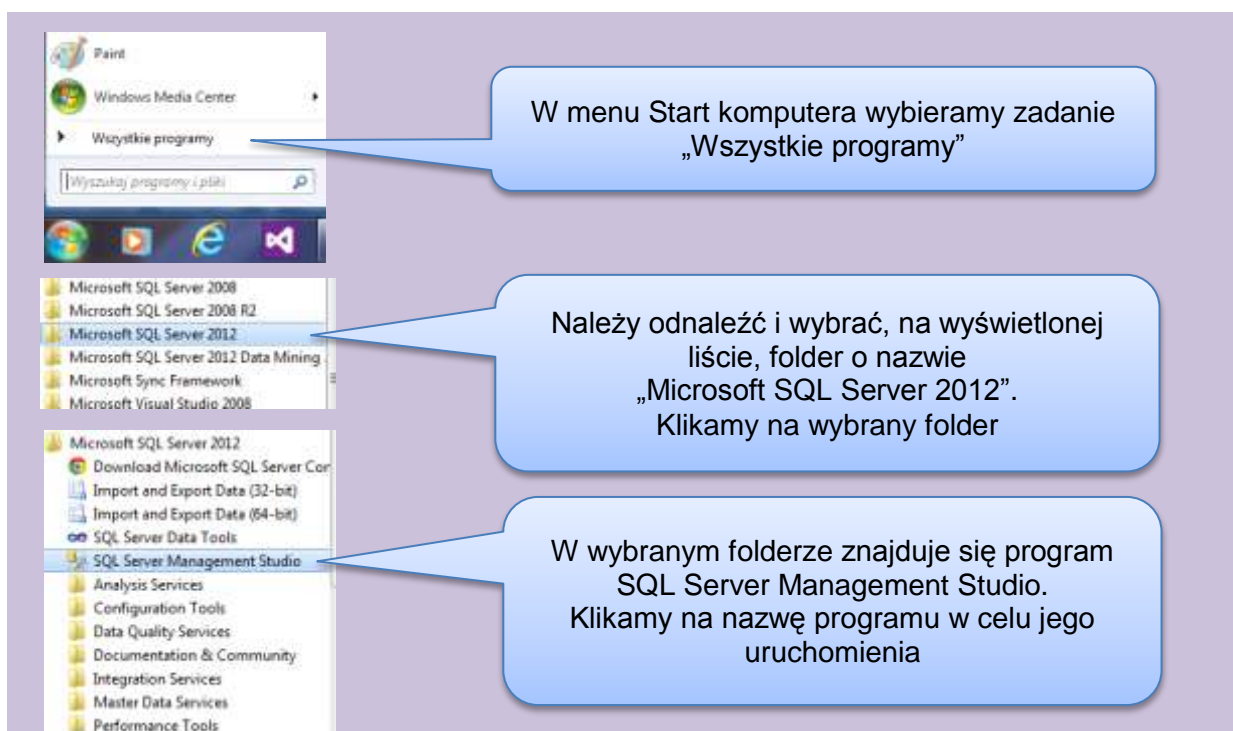 Paint
Windows Media Center
Wszystkie programy
Wyszukaj programy i pliki
W menu Start komputera wybieramy zadanie
„Wszystkie programy”
Microsoft SQL Server 2008
Microsoft SQL Server 2008 R2
Microsoft SQL Server 2012
Microsoft SQL Server 2012 Data Mining
Microsoft Sync Framework
Microsoft Visual Studio 2008
Należy odnaleźć i wybrać, na wyświetlonej
liście, folder o nazwie
„Microsoft SQL Server 2012”.
Klikamy na wybrany folder
Microsoft SQL Server 2012
Download Microsoft SQL Server Cor
Import and Export Data (32-bit)
Import and Export Data (64-bit)
SQL Server Data Tools
SQL Server Management Studio
Analysis Services
Configuration Tools
Data Quality Services
Documentation & Community
Integration Services
Master Data Services
Performance Tools
W wybranym folderze znajduje się program
SQL Server Management Studio.
Klikamy na nazwę programu w celu jego
uruchomienia